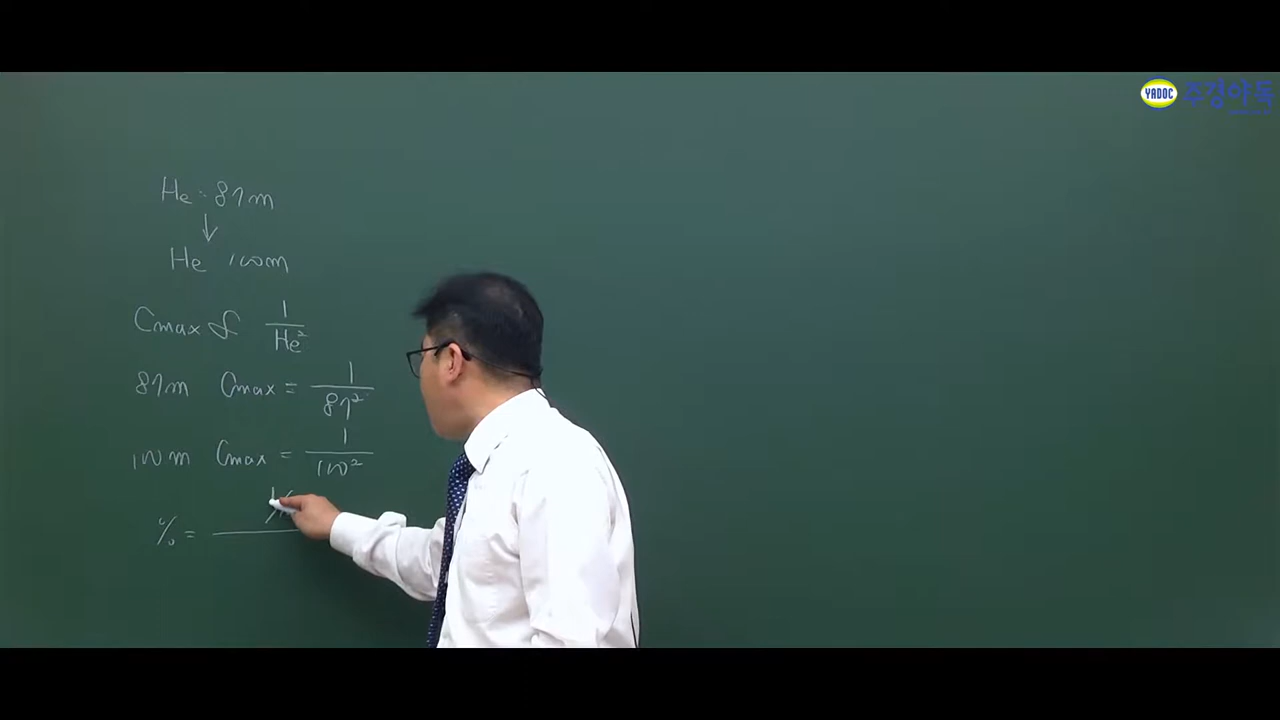 YADOC 주경야독
He : 87m
↓
He 100m
Cmax ∝ 1/He²
87m Cmax = 1/87²
100m Cmax = 1/100²
% =